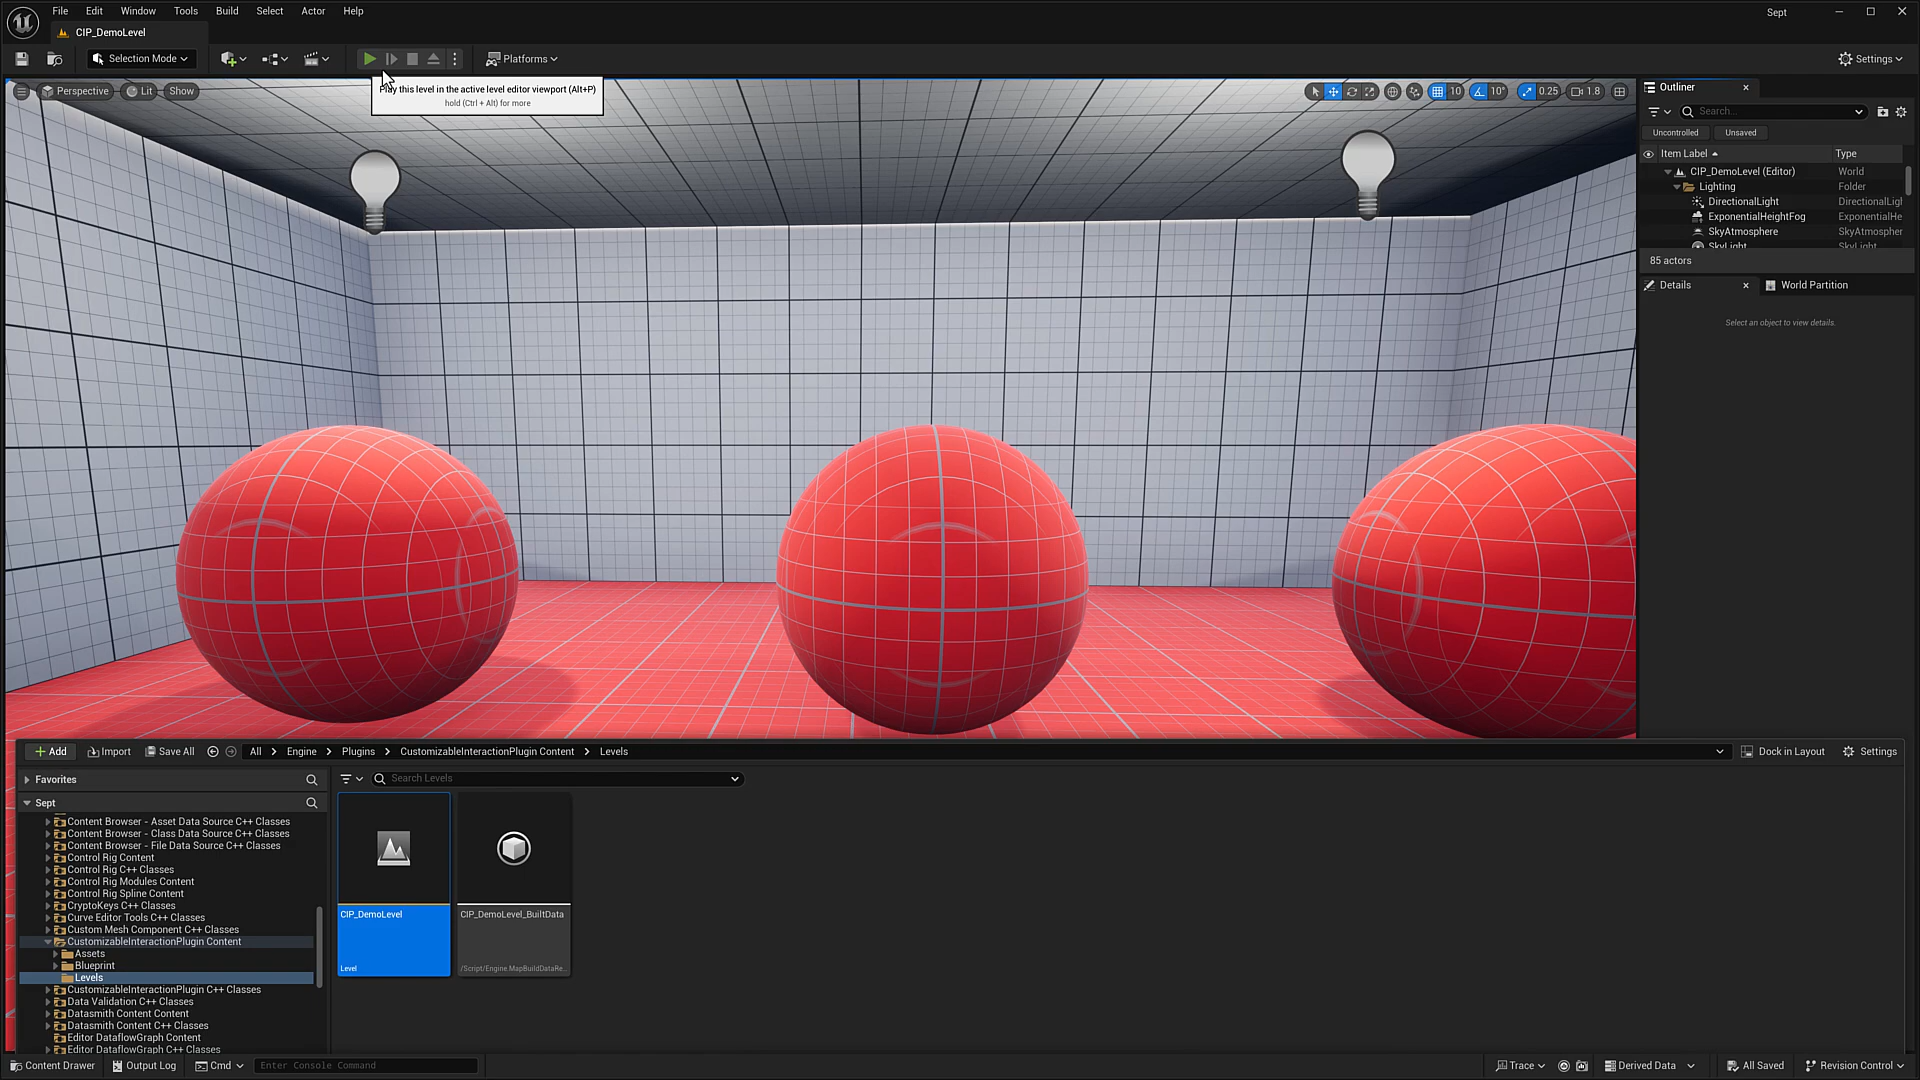 File Edit Window Tools Build Select Actor Help
Sept
CIP_DemoLevel
Selection Mode
Platforms
Settings
Perspective
Lit
Show
Play this level in the active level editor viewport (Alt+P)
hold (Ctrl + Alt) for more
10
10°
0.25
1.8
Outliner
Search...
Uncontrolled
Unsaved
Item Label
Type
CIP_DemoLevel (Editor)
World
Lighting
Folder
DirectionalLight
DirectionalLigl
ExponentialHeightFog
ExponentialHe
SkyAtmosphere
SkyAtmospher
SkyLight
SkyLight
85 actors
Details
World Partition
Select an object to view details.
Add
Import
Save All
All
Engine
Plugins
CustomizableInteractionPlugin Content
Levels
Dock in Layout
Settings
Favorites
Search Levels
Sept
Content Browser - Asset Data Source C++ Classes
Content Browser - Class Data Source C++ Classes
Content Browser - File Data Source C++ Classes
Control Rig Content
Control Rig C++ Classes
Control Rig Modules Content
Control Rig Spline Content
CryptoKeys C++ Classes
Curve Editor Tools C++ Classes
Custom Mesh Component C++ Classes
CustomizableInteractionPlugin Content
Assets
Blueprint
Levels
CustomizableInteractionPlugin C++ Classes
Data Validation C++ Classes
Datasmith Content Content
Datasmith Content C++ Classes
Editor DataflowGraph Content
Editor DataflowGraph C++ Classes
CIP_DemoLevel
Level
CIP_DemoLevel_BuiltData
/Script/Engine.MapBuildDataRe...
Content Drawer
Output Log
Cmd
Enter Console Command
Trace
Derived Data
All Saved
Revision Control